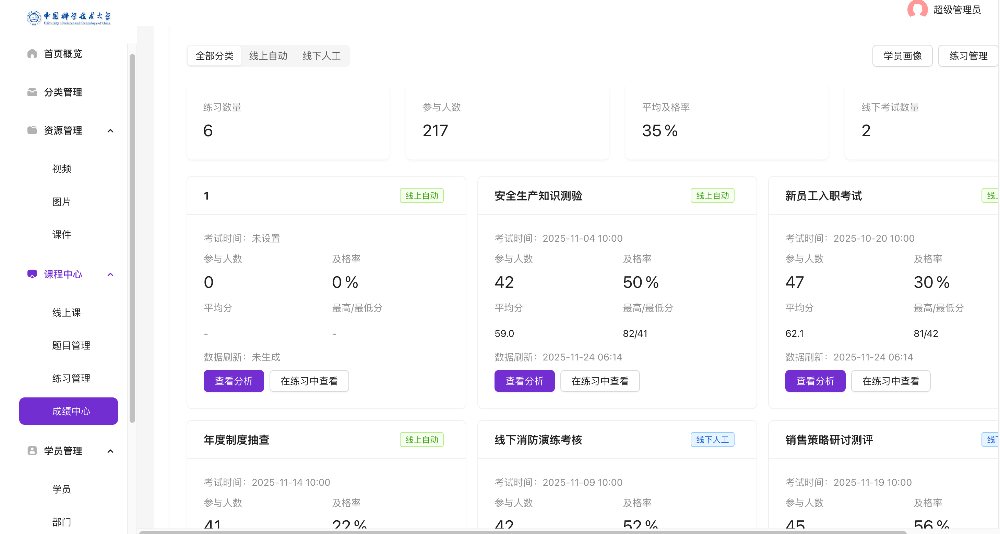 中国科学技术大学
University of Science and Technology of China
超级管理员
首页概览
分类管理
资源管理
视频
图片
课件
课程中心
线上课
题目管理
练习管理
成绩中心
学员管理
学员
部门
全部分类 线上自动 线下人工
学员画像 练习管理
练习数量 参与人数 平均及格率 线下考试数量
6 217 35 % 2
1 线上自动
考试时间：未设置
参与人数 及格率
0 0 %
平均分 最高/最低分
- -
数据刷新：未生成
查看分析 在练习中查看
安全生产知识测验 线上自动
考试时间：2025-11-04 10:00
参与人数 及格率
42 50 %
平均分 最高/最低分
59.0 82/41
数据刷新：2025-11-24 06:14
查看分析 在练习中查看
新员工入职考试 线
考试时间：2025-10-20 10:00
参与人数 及格率
47 30 %
平均分 最高/最低分
62.1 81/42
数据刷新：2025-11-24 06:14
查看分析 在练习中查看
年度制度抽查 线上自动
考试时间：2025-11-14 10:00
参与人数 及格率
41 22 %
线下消防演练考核 线下人工
考试时间：2025-11-09 10:00
参与人数 及格率
42 52 %
销售策略研讨测评 线
考试时间：2025-11-19 10:00
参与人数 及格率
45 56 %